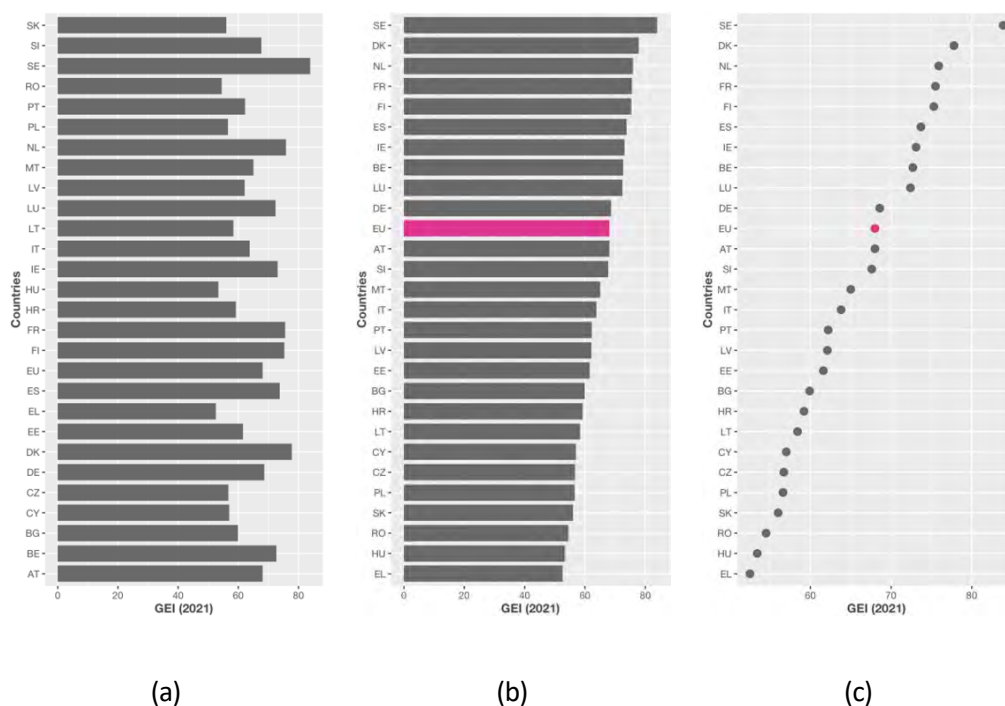 Countries
SK
SI
SE
RO
PT
PL
NL
MT
LV
LU
LT
IT
IE
HU
HR
FR
FI
EU
ES
EL
EE
DK
DE
CZ
CY
BG
BE
AT
0 20 40 60 80
GEI (2021)
(a)
Countries
SE
DK
NL
FR
FI
ES
IE
BE
LU
DE
EU
AT
SI
MT
IT
PT
LV
EE
BG
HR
LT
CY
CZ
PL
SK
RO
HU
EL
0 20 40 60 80
GEI (2021)
(b)
Countries
SE
DK
NL
FR
FI
ES
IE
BE
LU
DE
EU
AT
SI
MT
IT
PT
LV
EE
BG
HR
LT
CY
CZ
PL
SK
RO
HU
EL
60 70 80
GEI (2021)
(c)